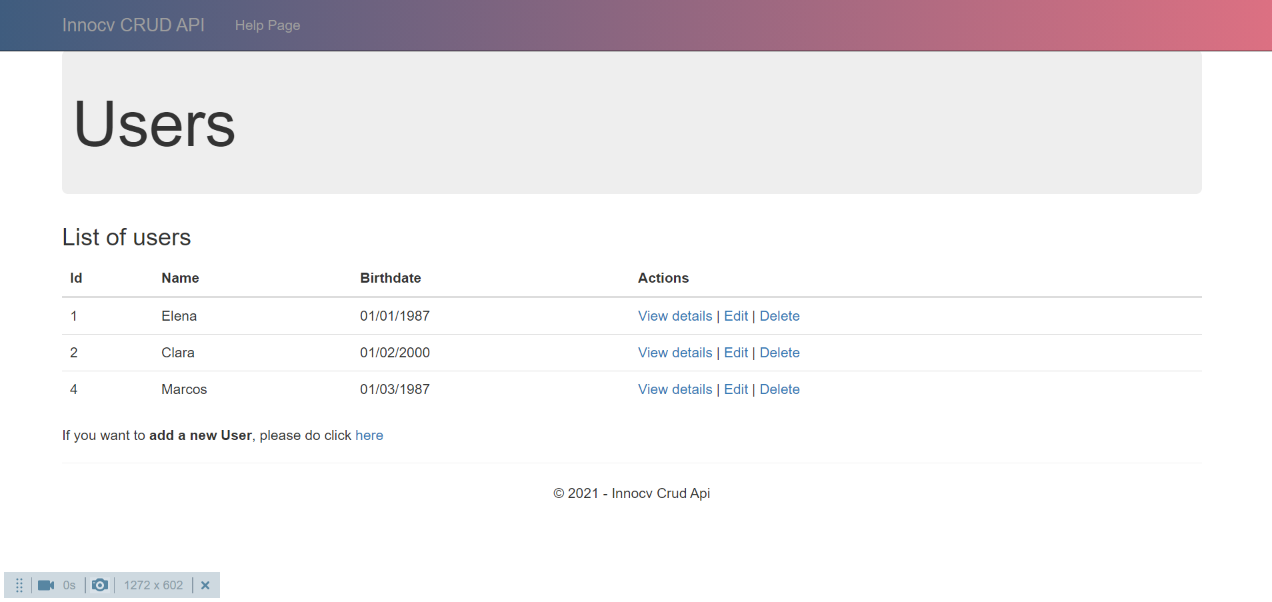 Innocv CRUD API Help Page
Users
List of users
Id Name Birthdate Actions
1 Elena 01/01/1987 View details | Edit | Delete
2 Clara 01/02/2000 View details | Edit | Delete
4 Marcos 01/03/1987 View details | Edit | Delete
If you want to add a new User, please do click here
© 2021 - Innocv Crud Api
0s 1272 x 602